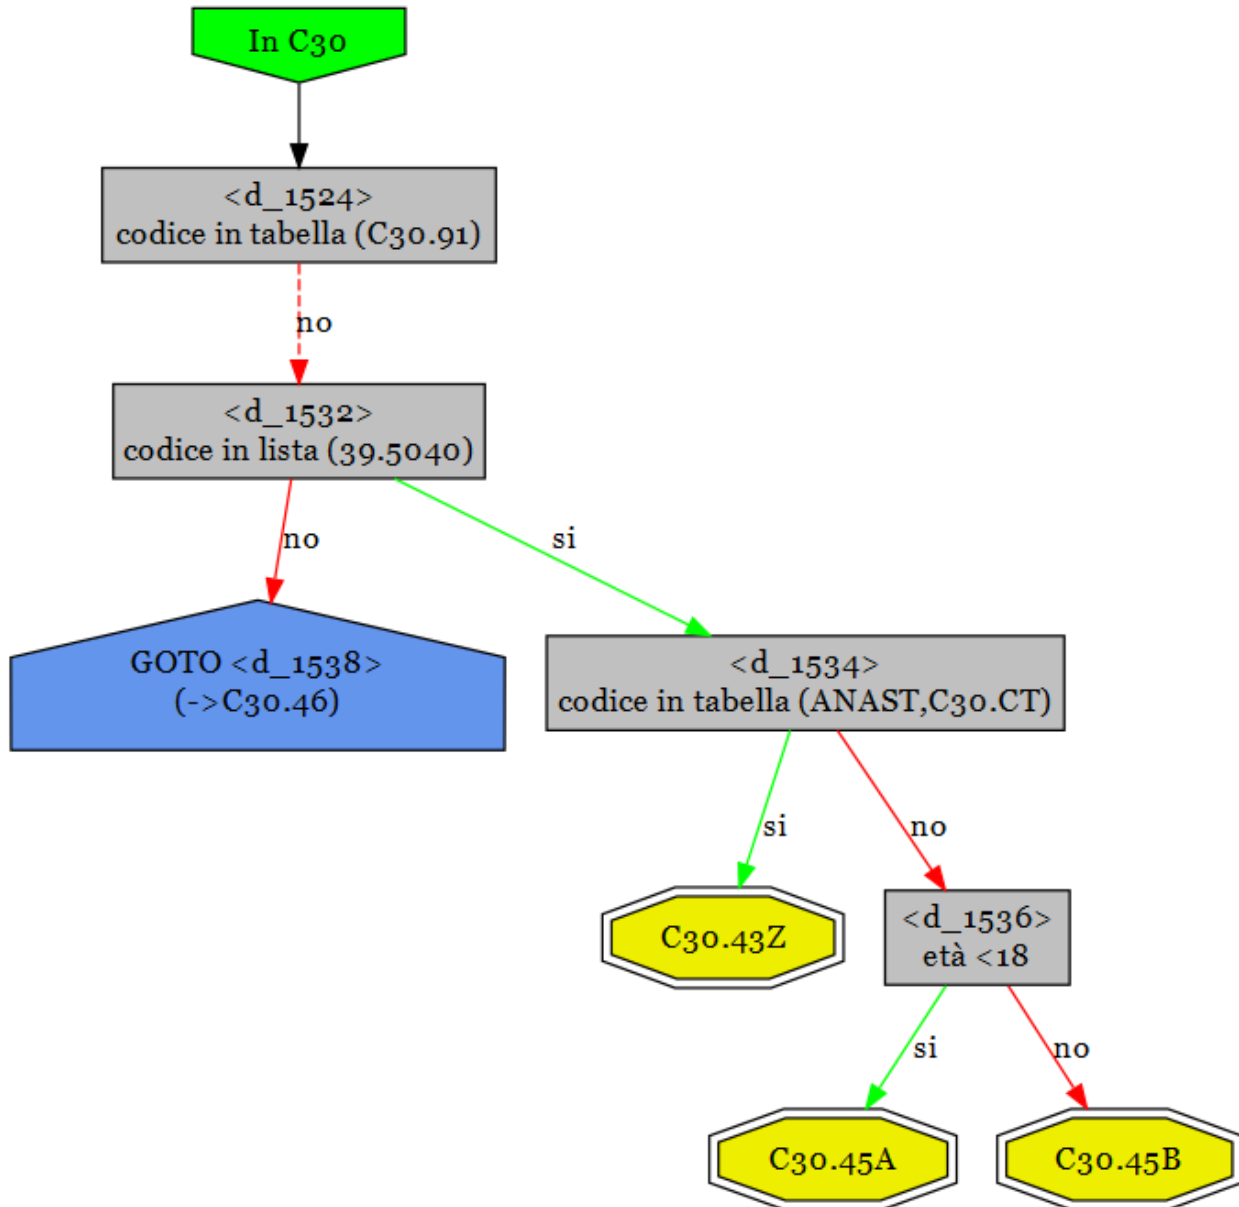 In C30
<d_1524>
codice in tabella (C30.91)
no
<d_1532>
codice in lista (39.5040)
no
si
GOTO <d_1538>
(->C30.46)
<d_1534>
codice in tabella (ANAST,C30.CT)
si
no
C30.43Z
<d_1536>
età <18
si
no
C30.45A
C30.45B